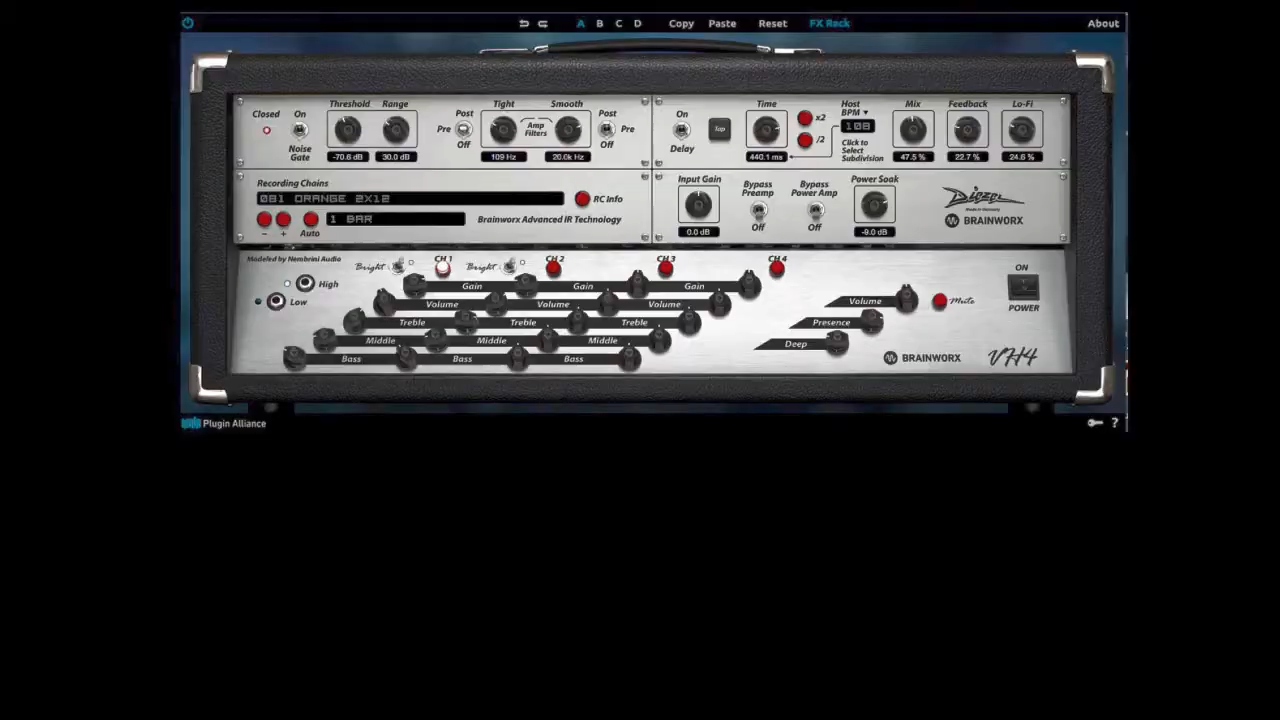 A B C D Copy Paste Reset FX Rack About
Closed On Threshold Range Post Tight Smooth Post On Time x2 Host Mix Feedback Lo-Fi
BPM
Pre Amp Filters Pre Tap 108
Off Off /2 Click to
Noise Gate Delay Select
-70.6 dB 30.0 dB 109 Hz 20.0k Hz 440.1 ms Subdivision 47.5 % 22.7 % 24.6 %
Recording Chains Input Gain Bypass Preamp Bypass Power Amp Power Soak
081 ORANGE 2X12 RC Info Diezel
Made in Germany
- + Auto 1 BAR Brainworx Advanced IR Technology Off Off BRAINWORX
0.0 dB -9.0 dB
Modeled by Nembrini Audio Bright CH 1 Bright CH 2 CH 3 CH 4
High Gain Gain Gain ON
Low Volume Volume Volume Volume Mute POWER
Treble Treble Treble Presence
Middle Middle Middle Deep
Bass Bass Bass BRAINWORX VH4
Plugin Alliance ?